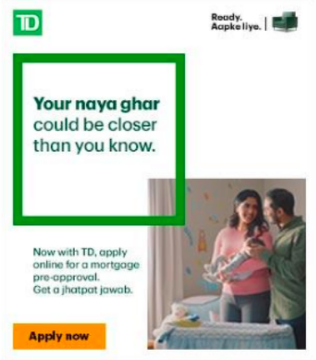 TD
Ready.
Aapke liye.
Your naya ghar
could be closer
than you know.
Now with TD, apply
online for a mortgage
pre-approval.
Get a jhatpat jawab.
Apply now